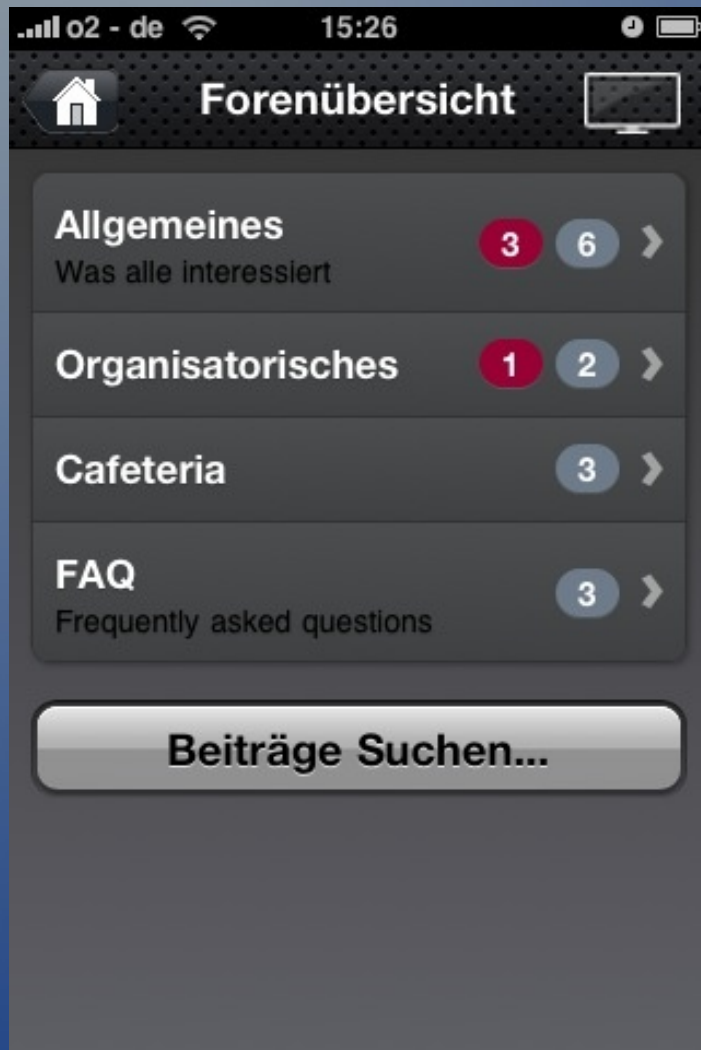 o2 - de 15:26
Forenübersicht
Allgemeines 3 6
Was alle interessiert
Organisatorisches 1 2
Cafeteria 3
FAQ 3
Frequently asked questions
Beiträge Suchen...